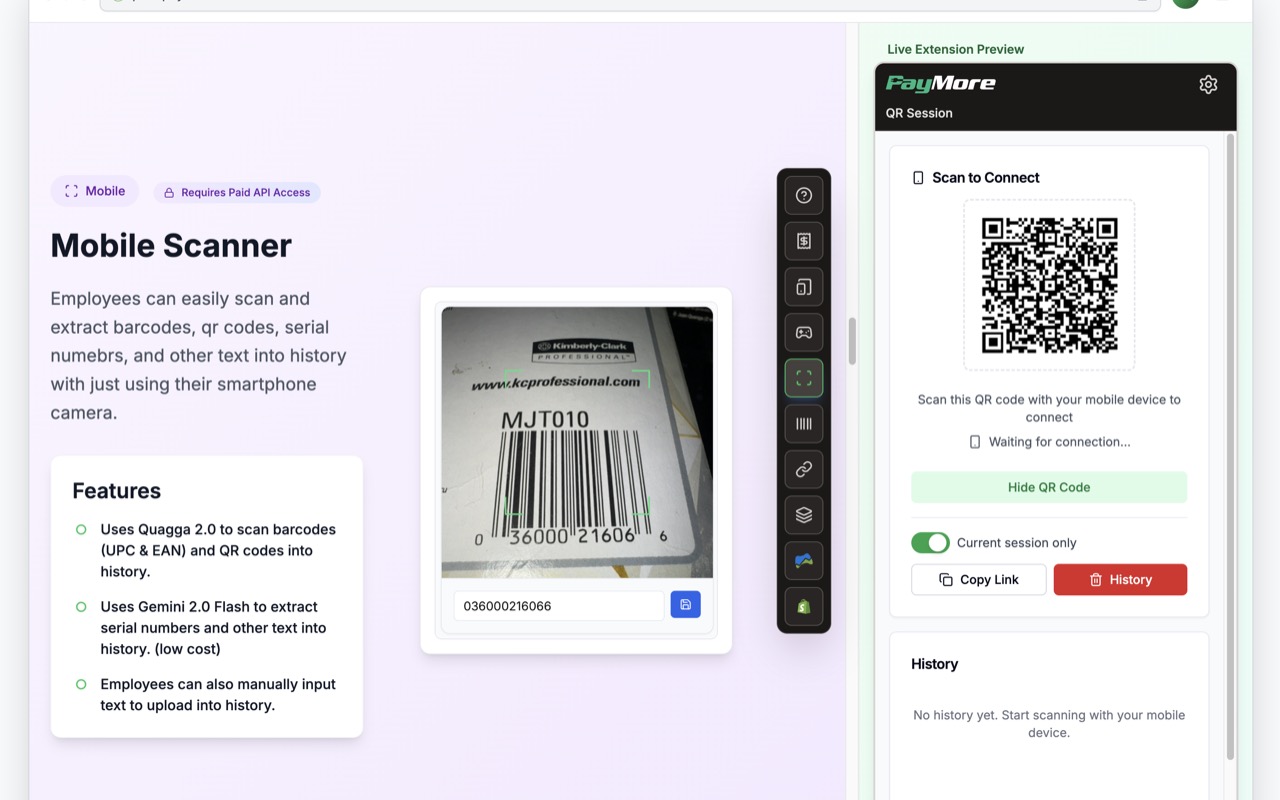 Live Extension Preview
PayMore
QR Session
Mobile
Requires Paid API Access
Mobile Scanner
Employees can easily scan and
extract barcodes, qr codes, serial
numebrs, and other text into history
with just using their smartphone
camera.
Features
Uses Quagga 2.0 to scan barcodes
(UPC & EAN) and QR codes into
history.
Uses Gemini 2.0 Flash to extract
serial numbers and other text into
history. (low cost)
Employees can also manually input
text to upload into history.
Kimberly-Clark
PROFESSIONAL
www.kcprofessional.com
MJT010
0 36000 21606 6
036000216066
Scan to Connect
Scan this QR code with your mobile device to
connect
Waiting for connection...
Hide QR Code
Current session only
Copy Link
History
History
No history yet. Start scanning with your mobile
device.